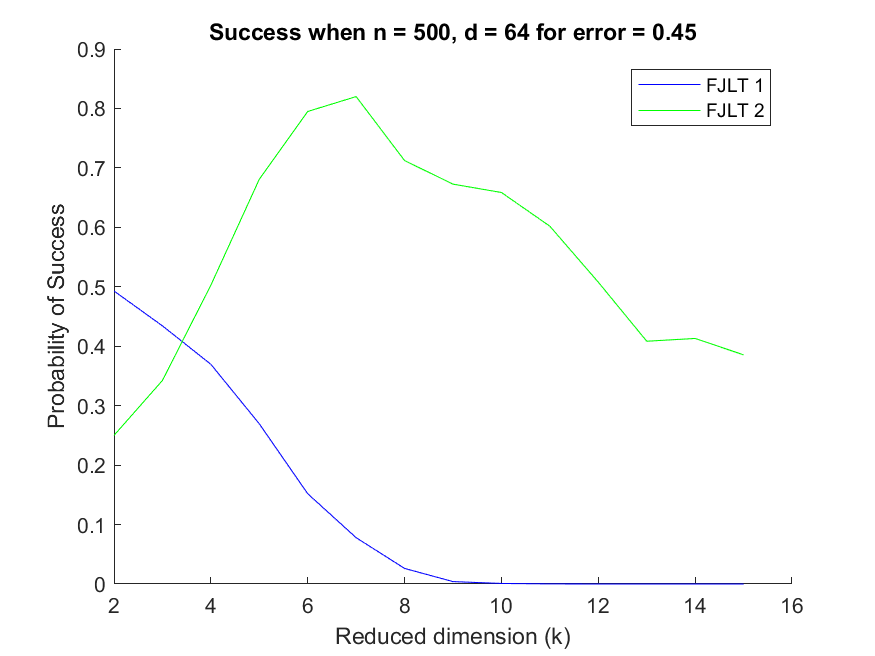 Success when n = 500, d = 64 for error = 0.45
FJLT 1
FJLT 2
Probability of Success
0.9
0.8
0.7
0.6
0.5
0.4
0.3
0.2
0.1
0
2 4 6 8 10 12 14 16
Reduced dimension (k)